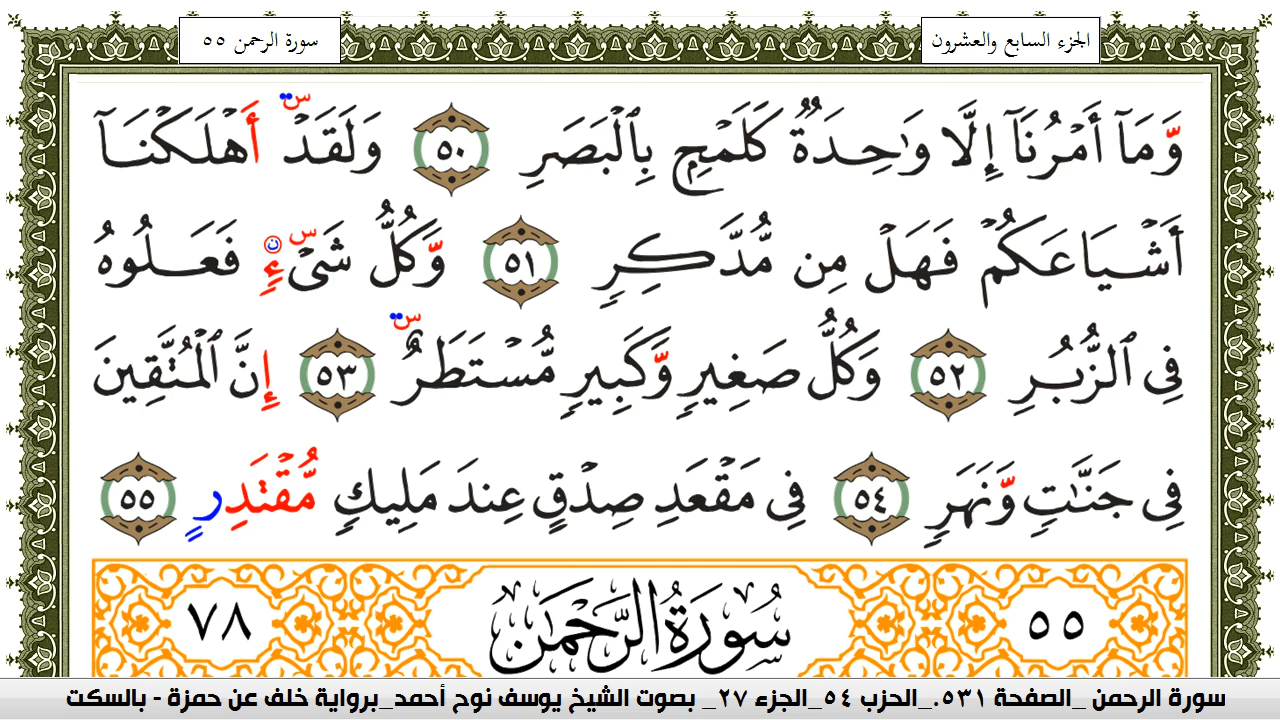 الجزء السابع والعشرون
سورة الرحمن ٥٥
وَّمَآ أَمْرُنَآ إِلَّا وَٰحِدَةٌ كَلَمْحٍۭ بِٱلْبَصَرِ ٥٠ وَلَقَدْ س أَهْلَكْنَآ
أَشْيَاعَكُمْ فَهَلْ مِن مُّدَّكِرٍ ٥١ وَّكُلُّ شَىْءٍ س ن فَعَلُوهُ
فِى ٱلزُّبُرِ ٥٢ وَكُلُّ صَغِيرٍ وَّكَبِيرٍ مُّسْتَطَرٌ س ٥٣ إِنَّ ٱلْمُتَّقِينَ
فِى جَنَّٰتٍ وَّنَهَرٍ ٥٤ فِى مَقْعَدِ صِدْقٍ عِندَ مَلِيكٍ مُّقْتَدِرٍ ٥٥
٥٥ سُورَةُ الرَّحْمَٰن ٧٨
سورة الرحمن _الصفحة ٥٣١._الحزب ٥٤_الجزء ٢٧_ بصوت الشيخ يوسف نوح أحمد_برواية خلف عن حمزة - بالسكت